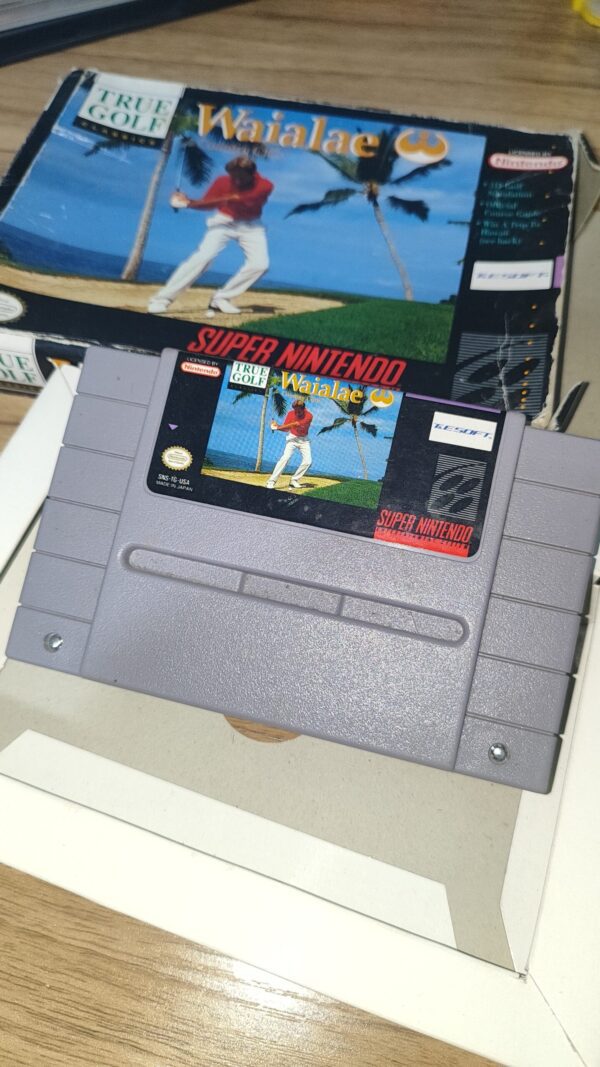 TRUE
GOLF
CLASSICS
Waialae
LICENSED BY
Nintendo
T&ESOFT
SUPER NINTENDO
TRUE
GOLF
LICENSED BY
Nintendo
TRUE
GOLF
Waialae
T&ESOFT
SNS-TG-USA
MADE IN JAPAN
SUPER NINTENDO